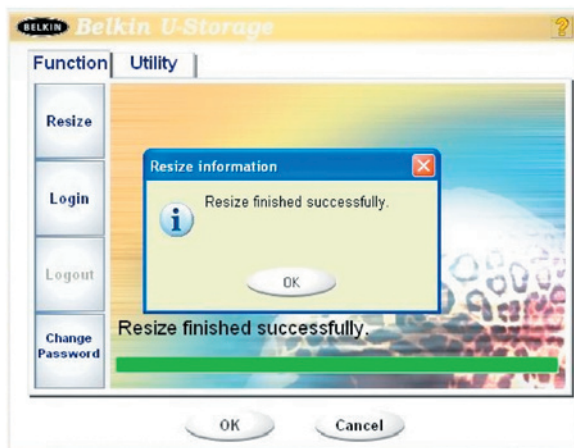 BELKIN Belkin U-Storage ?
Function Utility
Resize
Login
Logout
Change
Password
Resize information
Resize finished successfully.
OK
Resize finished successfully.
OK Cancel